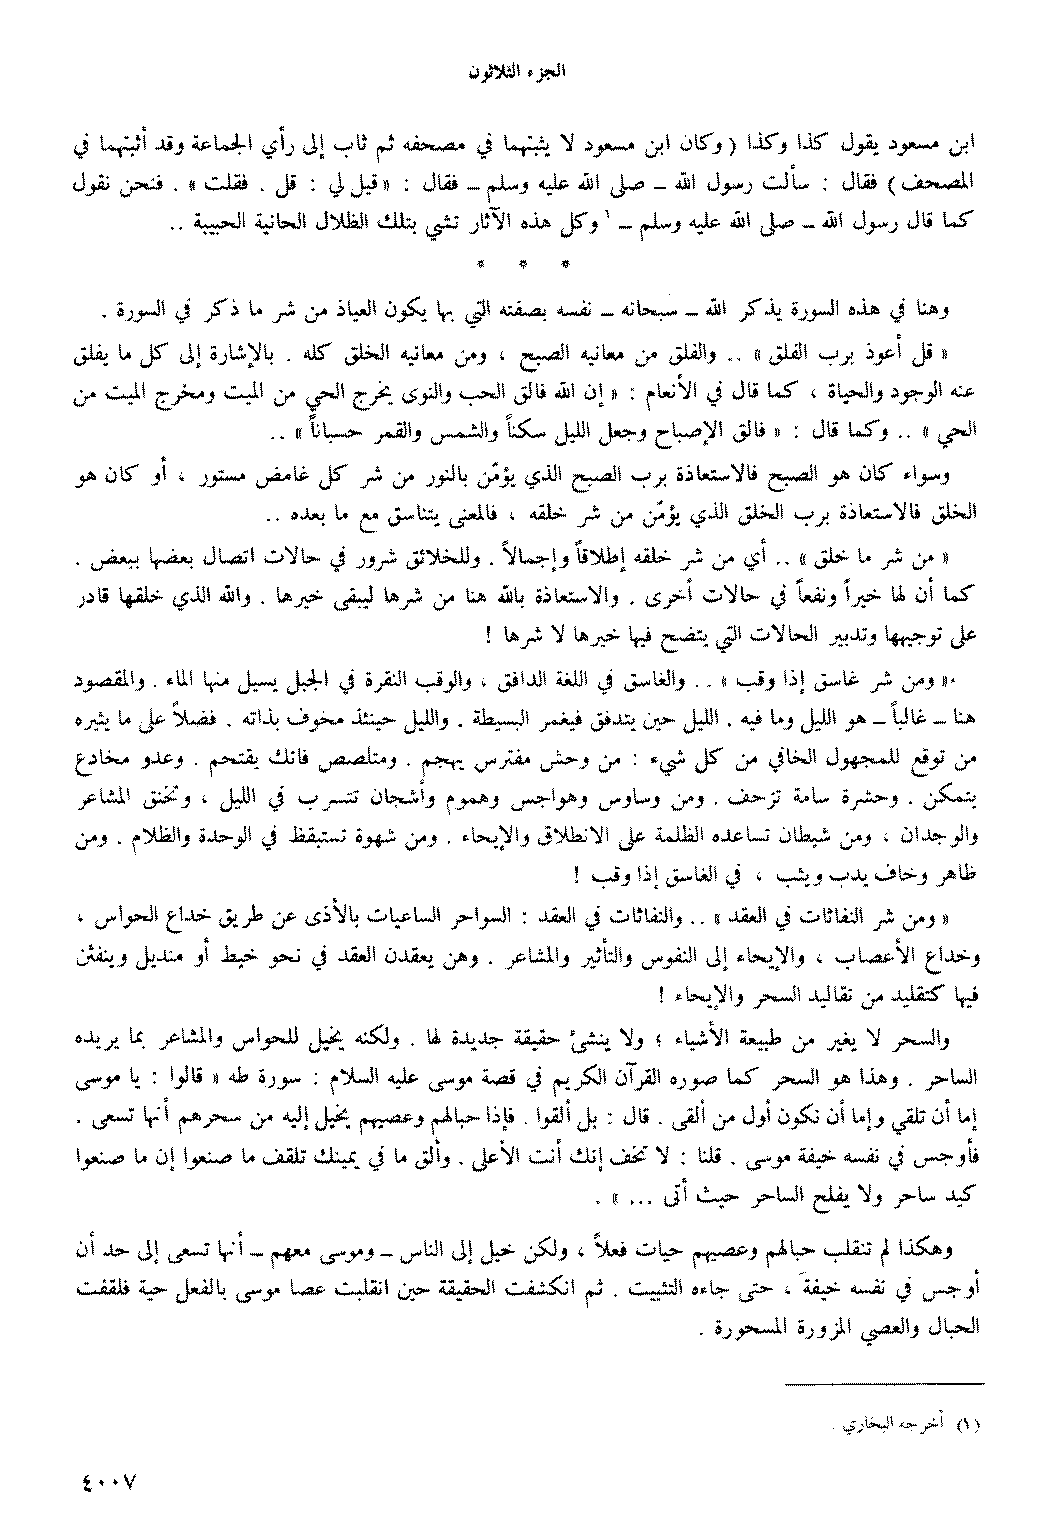 الجزء الثلاثون
ابن مسعود يقول كذا وكذا ( وكان ابن مسعود لا يثبتهما في مصحفه ثم ثاب إلى رأي الجماعة وقد أثبتهما في
المصحف ) فقال : سألت رسول الله – صلى الله عليه وسلم – فقال : « قيل لي : قل . فقلت » . فنحن نقول
كما قال رسول الله – صلى الله عليه وسلم – ١ وكل هذه الآثار تشي بتلك الظلال الحانية الحبيبة ..
* * *
وهنا في هذه السورة يذكر الله – سبحانه – نفسه بصفته التي بها يكون العياذ من شر ما ذكر في السورة .
« قل أعوذ برب الفلق » .. والفلق من معانيه الصبح ، ومن معانيه الخلق كله . بالإشارة إلى كل ما يفلق
عنه الوجود والحياة ، كما قال في الأنعام : « إن الله فالق الحب والنوى يخرج الحي من الميت ومخرج الميت من
الحي » .. وكما قال : « فالق الإصباح وجعل الليل سكناً والشمس والقمر حسباناً » ..
وسواء كان هو الصبح فالاستعاذة برب الصبح الذي يؤمّن بالنور من شر كل غامض مستور ، أو كان هو
الخلق فالاستعاذة برب الخلق الذي يؤمّن من شر خلقه ، فالمعنى يتناسق مع ما بعده ..
« من شر ما خلق » .. أي من شر خلقه إطلاقاً وإجمالاً . وللخلائق شرور في حالات اتصال بعضها ببعض .
كما أن لها خيراً ونفعاً في حالات أخرى . والاستعاذة بالله هنا من شرها ليبقى خيرها . والله الذي خلقها قادر
على توجيهها وتدبير الحالات التي يتضح فيها خيرها لا شرها !
« ومن شر غاسق إذا وقب » .. والغاسق في اللغة الدافق ، والوقب النقرة في الجبل يسيل منها الماء . والمقصود
هنا – غالباً – هو الليل وما فيه . الليل حين يتدفق فيغمر البسيطة . والليل حينئذ مخوف بذاته . فضلاً على ما يثيره
من توقع للمجهول الخافي من كل شيء : من وحش مفترس يهجم . ومتلصص فاتك يقتحم . وعدو مخادع
يتمكن . وحشرة سامة تزحف . ومن وساوس وهواجس وهموم وأشجان تتسرب في الليل ، وتخنق المشاعر
والوجدان ، ومن شيطان تساعده الظلمة على الانطلاق والإيحاء . ومن شهوة تستيقظ في الوحدة والظلام . ومن
ظاهر وخاف يدب ويثب ، في الغاسق إذا وقب !
« ومن شر النفاثات في العقد » .. والنفاثات في العقد : السواحر الساعيات بالأذى عن طريق خداع الحواس ،
وخداع الأعصاب ، والإيحاء إلى النفوس والتأثير والمشاعر . وهن يعقدن العقد في نحو خيط أو منديل وينفثن
فيها كتقليد من تقاليد السحر والإيحاء !
والسحر لا يغير من طبيعة الأشياء ؛ ولا ينشئ حقيقة جديدة لها . ولكنه يخيل للحواس والمشاعر بما يريده
الساحر . وهذا هو السحر كما صوره القرآن الكريم في قصة موسى عليه السلام : سورة طه « قالوا : يا موسى
إما أن تلقي وإما أن نكون أول من ألقى . قال : بل ألقوا . فإذا حبالهم وعصيهم يخيل إليه من سحرهم أنها تسعى .
فأوجس في نفسه خيفة موسى . قلنا : لا تخف إنك أنت الأعلى . وألق ما في يمينك تلقف ما صنعوا إن ما صنعوا
كيد ساحر ولا يفلح الساحر حيث أتى ... » .
وهكذا لم تنقلب حبالهم وعصيهم حيات فعلاً ، ولكن خيل إلى الناس – وموسى معهم – أنها تسعى إلى حد أن
أوجس في نفسه خيفة ، حتى جاءه التثبيت . ثم انكشفت الحقيقة حين انقلبت عصا موسى بالفعل حية فلقفت
الحبال والعصي المزورة المسحورة .
(١) أخرجه البخاري .
٤٠٠٧